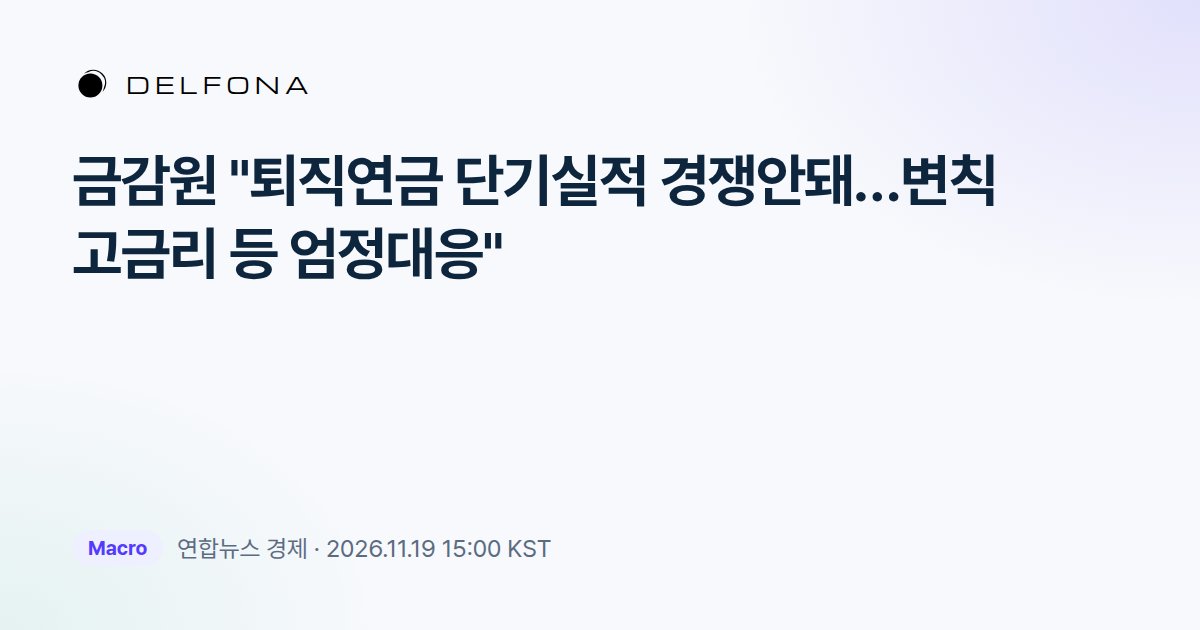 DELFONA
금감원 "퇴직연금 단기실적 경쟁안돼…변칙
고금리 등 엄정대응"
Macro 연합뉴스 경제 · 2026.11.19 15:00 KST